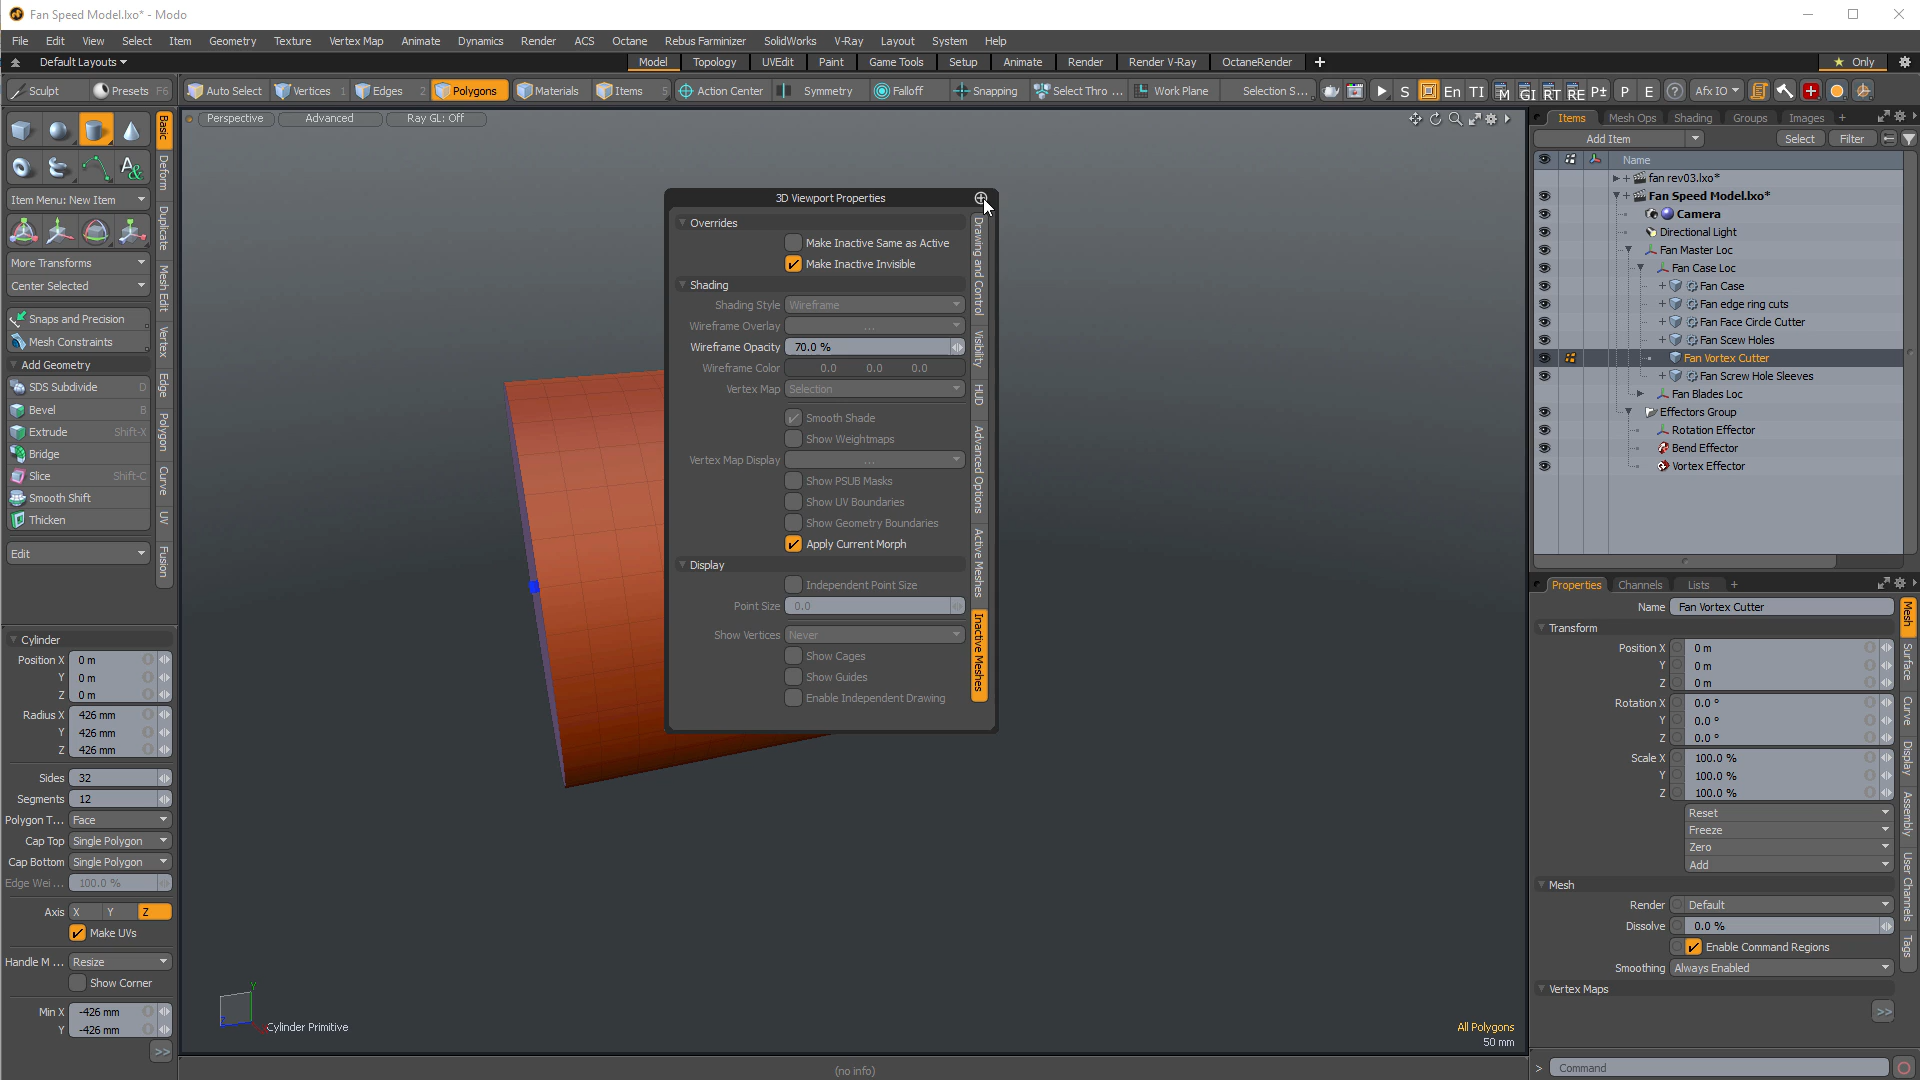 Fan Speed Model.lxo* - Modo
File Edit View Select Item Geometry Texture Vertex Map Animate Dynamics Render ACS Octane Rebus Farminizer SolidWorks V-Ray Layout System Help
Default Layouts
Model Topology UVEdit Paint Game Tools Setup Animate Render Render V-Ray OctaneRender + Only
Sculpt Presets F6 Auto Select Vertices 1 Edges 2 Polygons Materials Items 5 Action Center Symmetry Falloff Snapping Select Thro ... Work Plane Selection S... S En TI M GI RT RE P± P E ? Afx IO
Basic
Deform
Duplicate
Mesh Edit
Vertex
Edge
Polygon
Curve
UV
Fusion
Item Menu: New Item
More Transforms
Center Selected
Snaps and Precision
Mesh Constraints
Add Geometry
SDS Subdivide D
Bevel B
Extrude Shift-X
Bridge
Slice Shift-C
Smooth Shift
Thicken
Edit
Cylinder
Position X 0 m
Y 0 m
Z 0 m
Radius X 426 mm
Y 426 mm
Z 426 mm
Sides 32
Segments 12
Polygon T... Face
Cap Top Single Polygon
Cap Bottom Single Polygon
Edge Wei ... 100.0 %
Axis X Y Z
Make UVs
Handle M ... Resize
Show Corner
Min X -426 mm
Y -426 mm
>>
Perspective Advanced Ray GL: Off
3D Viewport Properties
Overrides
Make Inactive Same as Active
Make Inactive Invisible
Shading
Shading Style Wireframe
Wireframe Overlay ...
Wireframe Opacity 70.0 %
Wireframe Color 0.0 0.0 0.0
Vertex Map Selection
Smooth Shade
Show Weightmaps
Vertex Map Display ...
Show PSUB Masks
Show UV Boundaries
Show Geometry Boundaries
Apply Current Morph
Display
Independent Point Size
Point Size 0.0
Show Vertices Never
Show Cages
Show Guides
Enable Independent Drawing
Drawing and Control
Visibility
HUD
Advanced Options
Active Meshes
Inactive Meshes
Y
Z
Cylinder Primitive
All Polygons
50 mm
(no info)
Items Mesh Ops Shading Groups Images +
Add Item Select Filter
Name
fan rev03.lxo*
Fan Speed Model.lxo*
Camera
Directional Light
Fan Master Loc
Fan Case Loc
Fan Case
Fan edge ring cuts
Fan Face Circle Cutter
Fan Scew Holes
Fan Vortex Cutter
Fan Screw Hole Sleeves
Fan Blades Loc
Effectors Group
Rotation Effector
Bend Effector
Vortex Effector
Properties Channels Lists +
Name Fan Vortex Cutter
Transform
Position X 0 m
Y 0 m
Z 0 m
Rotation X 0.0 °
Y 0.0 °
Z 0.0 °
Scale X 100.0 %
Y 100.0 %
Z 100.0 %
Reset
Freeze
Zero
Add
Mesh
Render Default
Dissolve 0.0 %
Enable Command Regions
Smoothing Always Enabled
Vertex Maps
>>
Mesh
Surface
Curve
Display
Assembly
User Channels
Tags
> Command